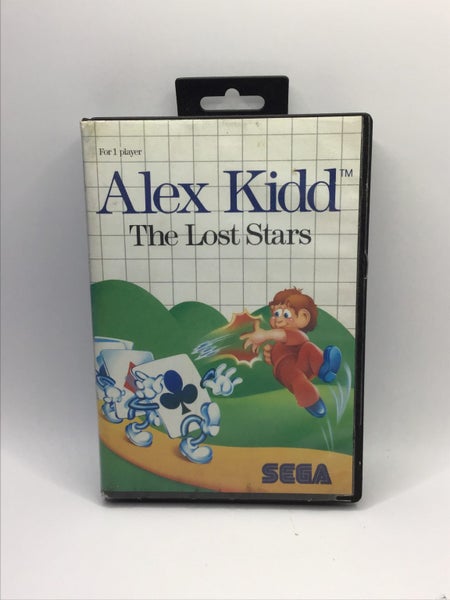 For 1 player
Alex Kidd™
The Lost Stars
SEGA